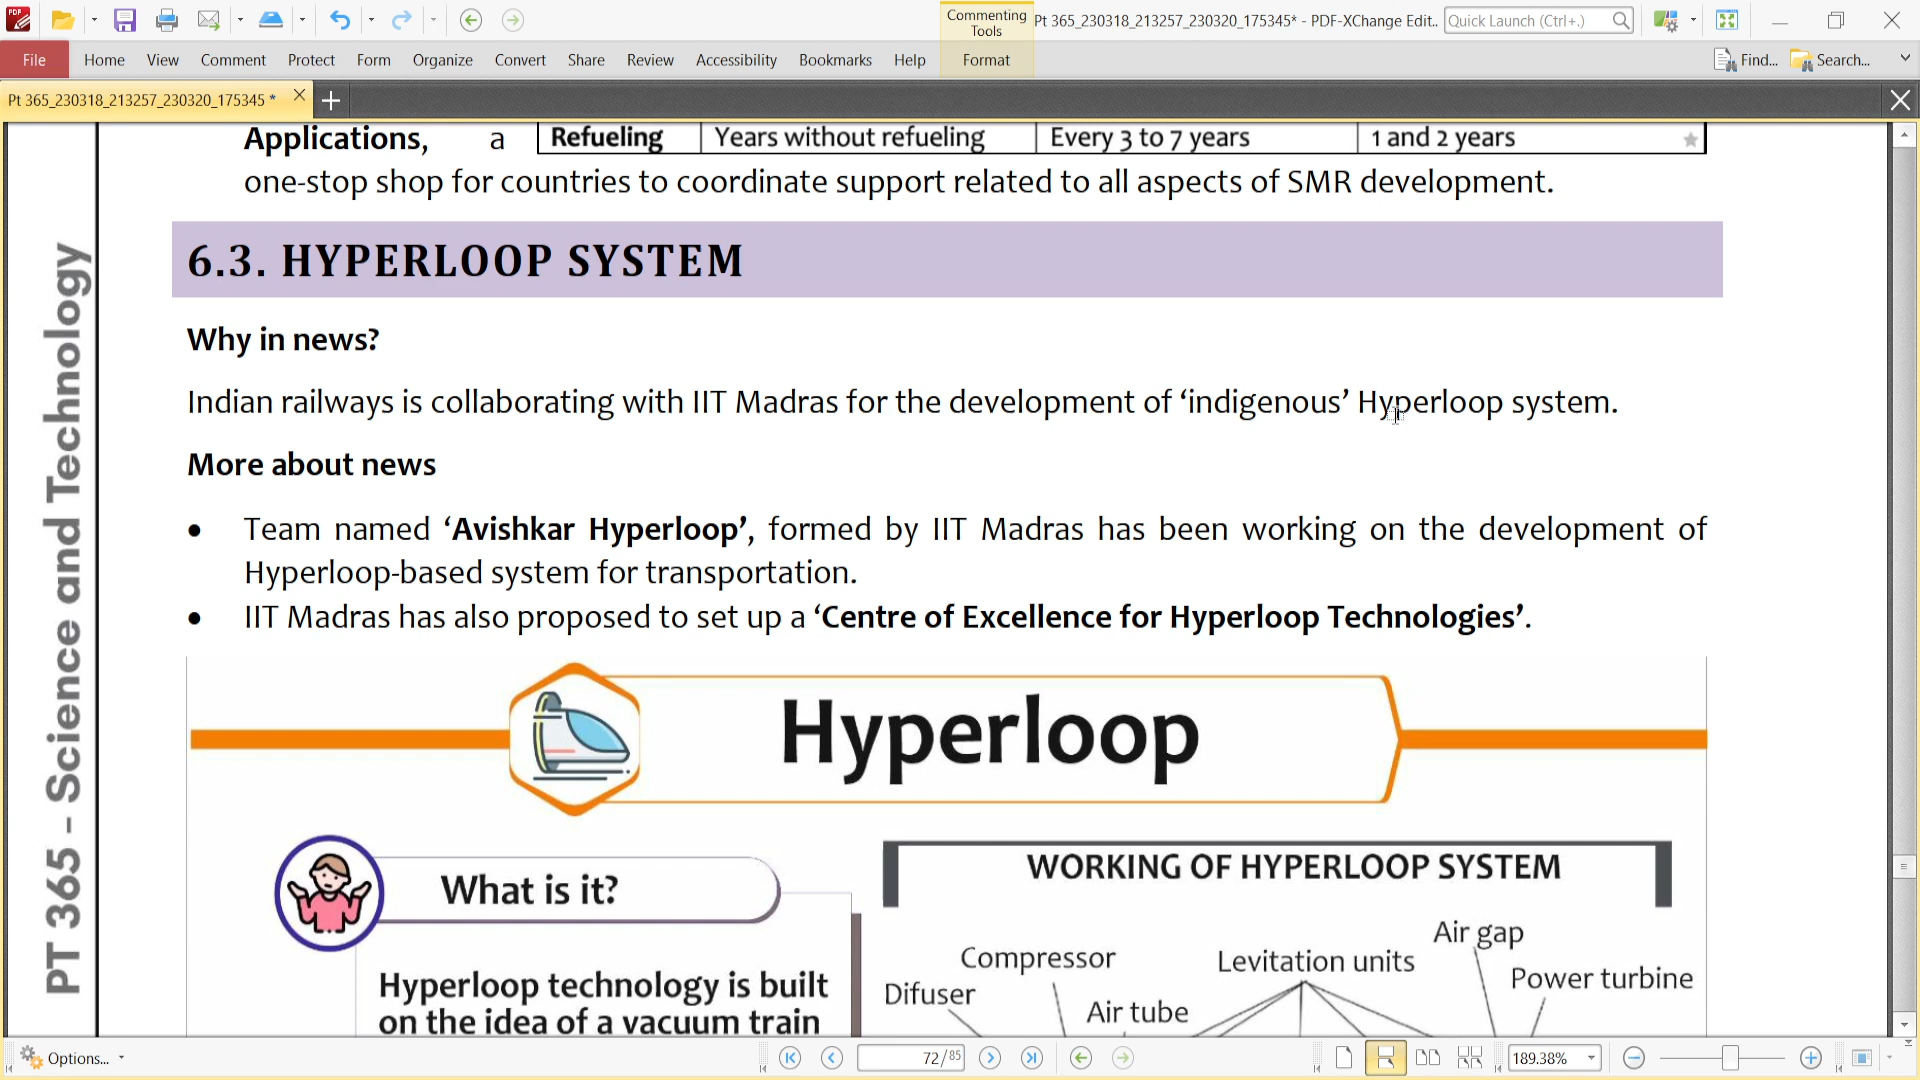 Commenting Tools
Pt 365_230318_213257_230320_175345* - PDF-XChange Edit..
Quick Launch (Ctrl+.)
File Home View Comment Protect Form Organize Convert Share Review Accessibility Bookmarks Help Format Find... Search...
Pt 365_230318_213257_230320_175345 *
Applications, a Refueling Years without refueling Every 3 to 7 years 1 and 2 years
one-stop shop for countries to coordinate support related to all aspects of SMR development.
6.3. HYPERLOOP SYSTEM
Why in news?
Indian railways is collaborating with IIT Madras for the development of ‘indigenous’ Hyperloop system.
More about news
• Team named ‘Avishkar Hyperloop’, formed by IIT Madras has been working on the development of
Hyperloop-based system for transportation.
• IIT Madras has also proposed to set up a ‘Centre of Excellence for Hyperloop Technologies’.
Hyperloop
What is it?
Hyperloop technology is built
on the idea of a vacuum train
WORKING OF HYPERLOOP SYSTEM
Air gap
Compressor
Levitation units
Power turbine
Difuser
Air tube
PT 365 - Science and Technology
Options...
72/85
189.38%